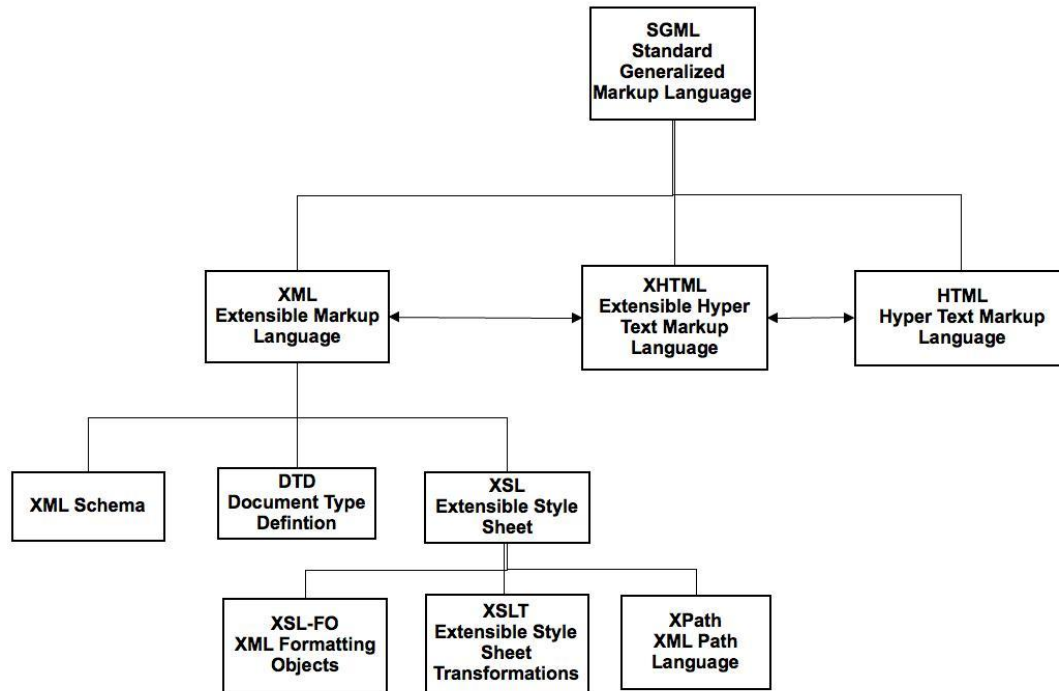 SGML
Standard
Generalized
Markup Language
XML
Extensible Markup
Language
XHTML
Extensible Hyper
Text Markup
Language
HTML
Hyper Text Markup
Language
XML Schema
DTD
Document Type
Defintion
XSL
Extensible Style
Sheet
XSL-FO
XML Formatting
Objects
XSLT
Extensible Style
Sheet
Transformations
XPath
XML Path
Language